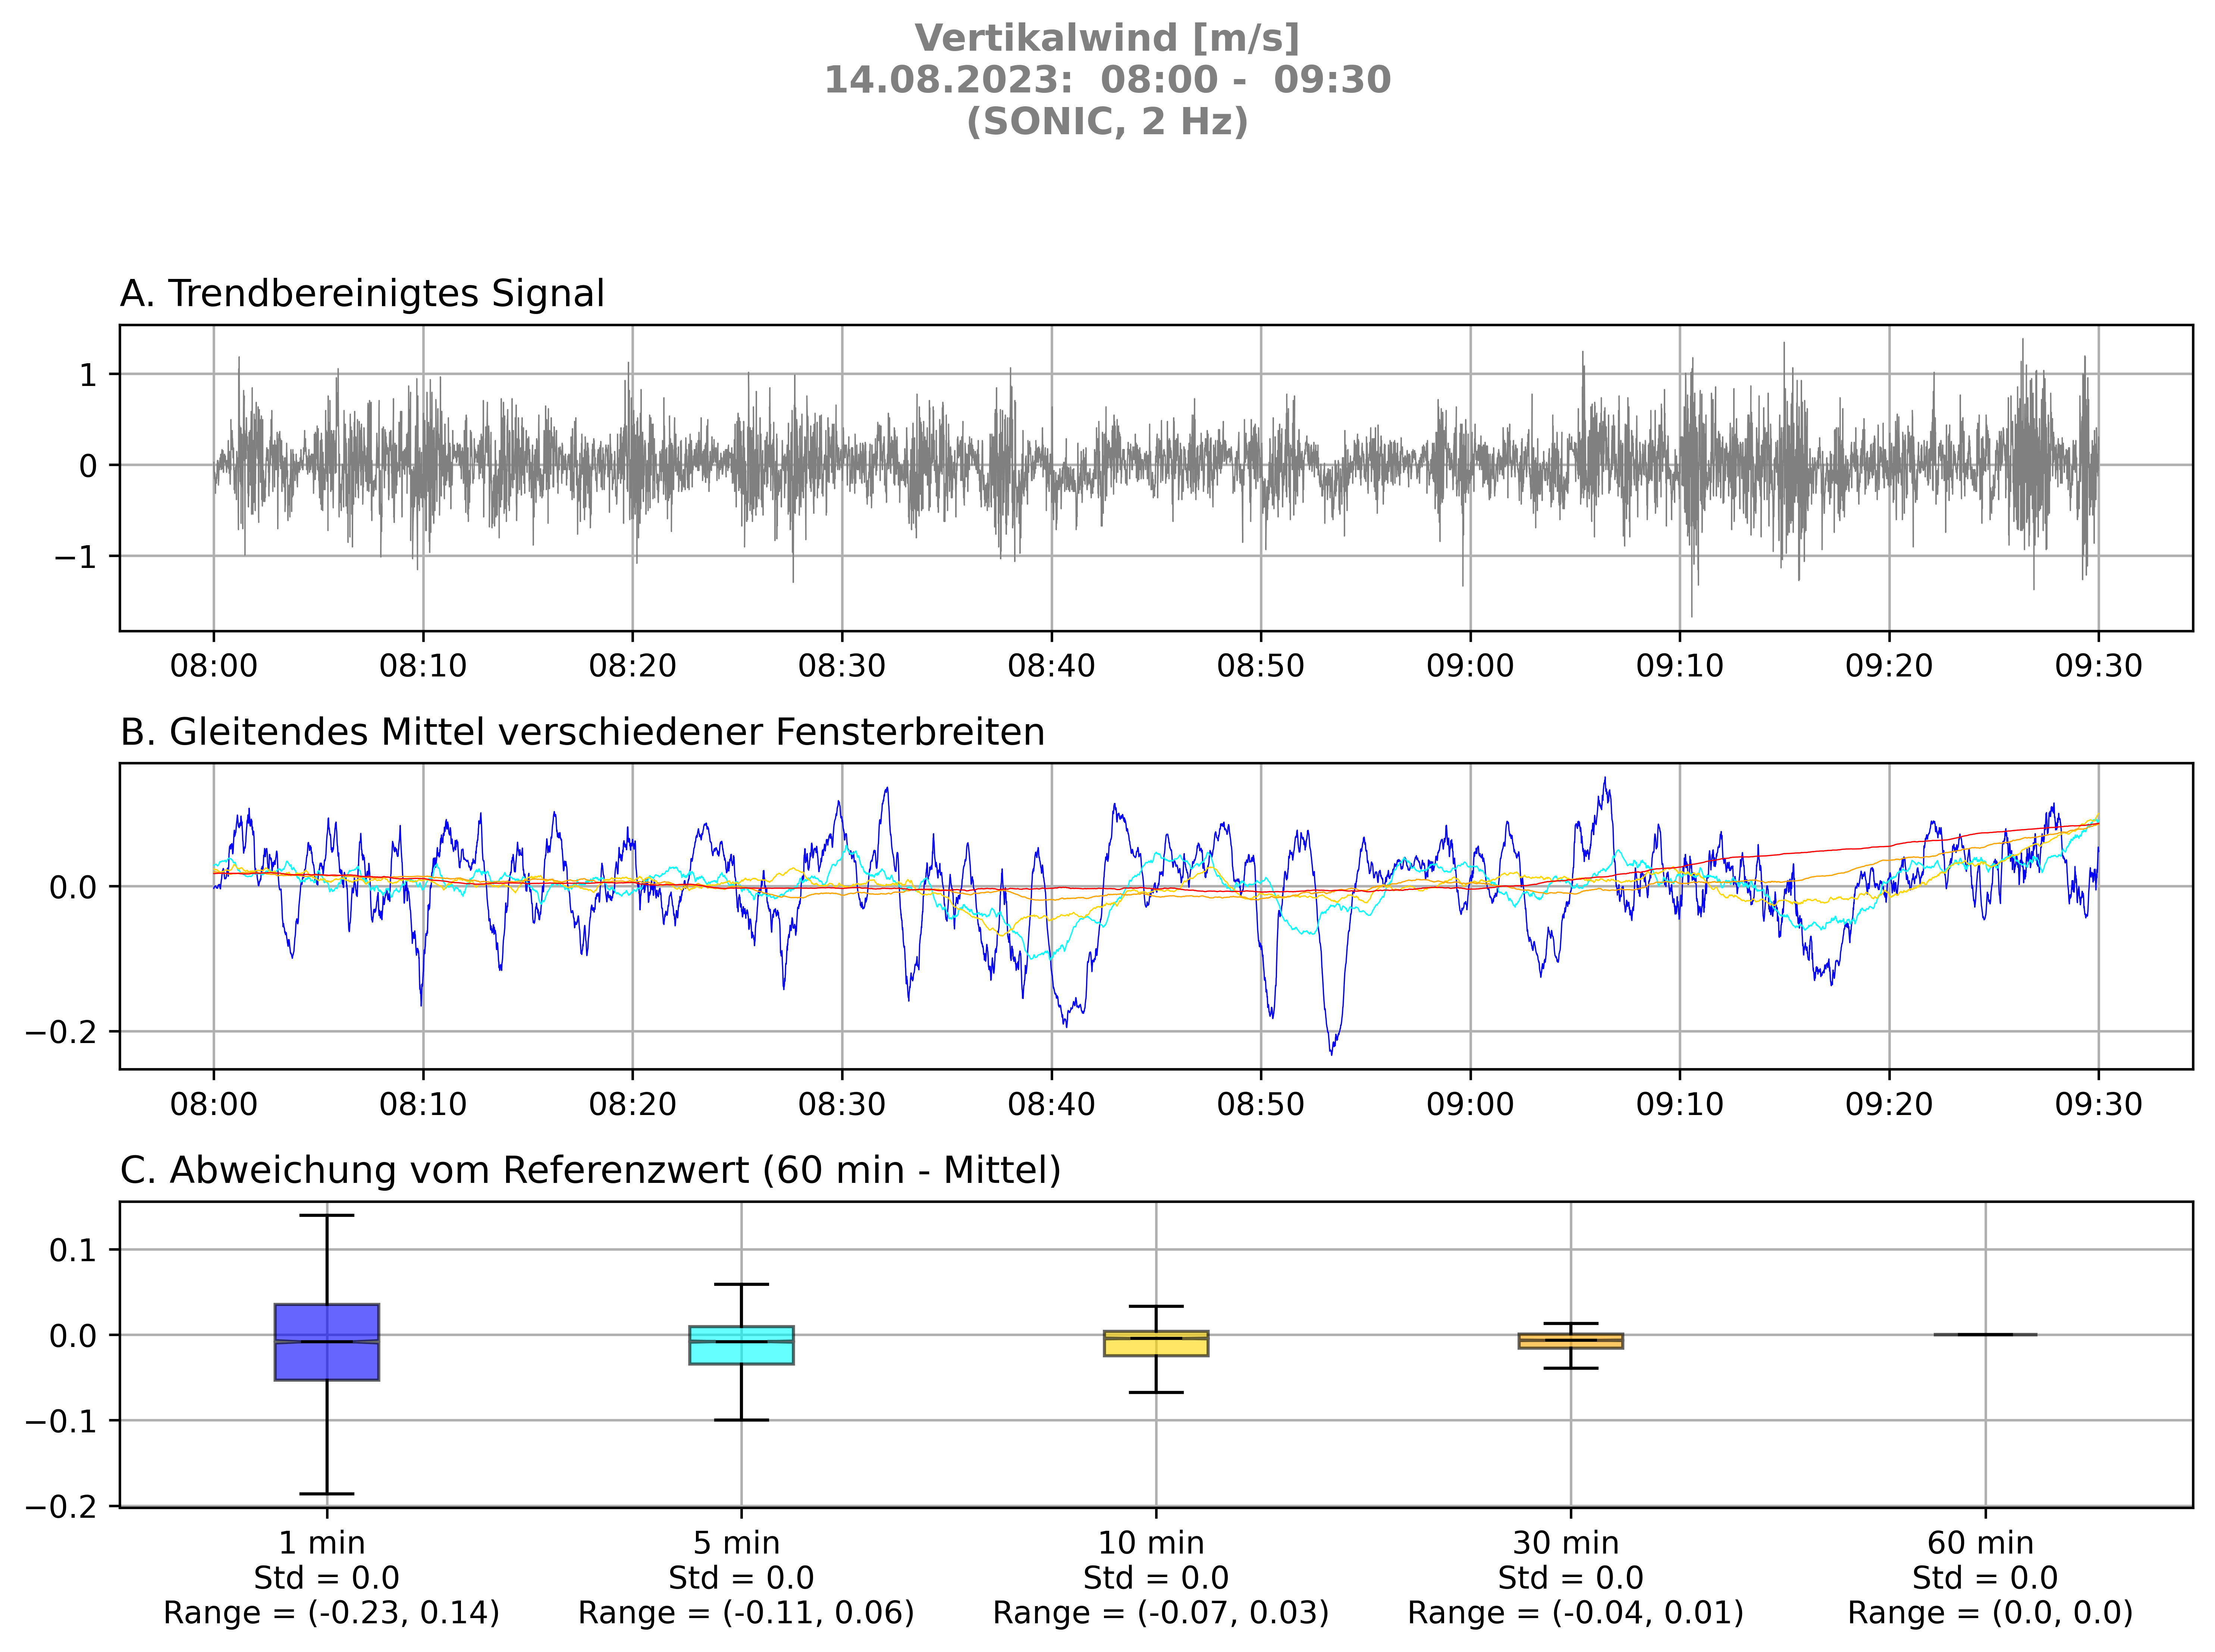 Vertikalwind [m/s]
14.08.2023:  08:00 -  09:30
(SONIC, 2 Hz)
A. Trendbereinigtes Signal
1
0
−1
08:00 08:10 08:20 08:30 08:40 08:50 09:00 09:10 09:20 09:30
B. Gleitendes Mittel verschiedener Fensterbreiten
0.0
−0.2
08:00 08:10 08:20 08:30 08:40 08:50 09:00 09:10 09:20 09:30
C. Abweichung vom Referenzwert (60 min - Mittel)
0.1
0.0
−0.1
−0.2
1 min 5 min 10 min 30 min 60 min
Std = 0.0 Std = 0.0 Std = 0.0 Std = 0.0 Std = 0.0
Range = (-0.23, 0.14) Range = (-0.11, 0.06) Range = (-0.07, 0.03) Range = (-0.04, 0.01) Range = (0.0, 0.0)